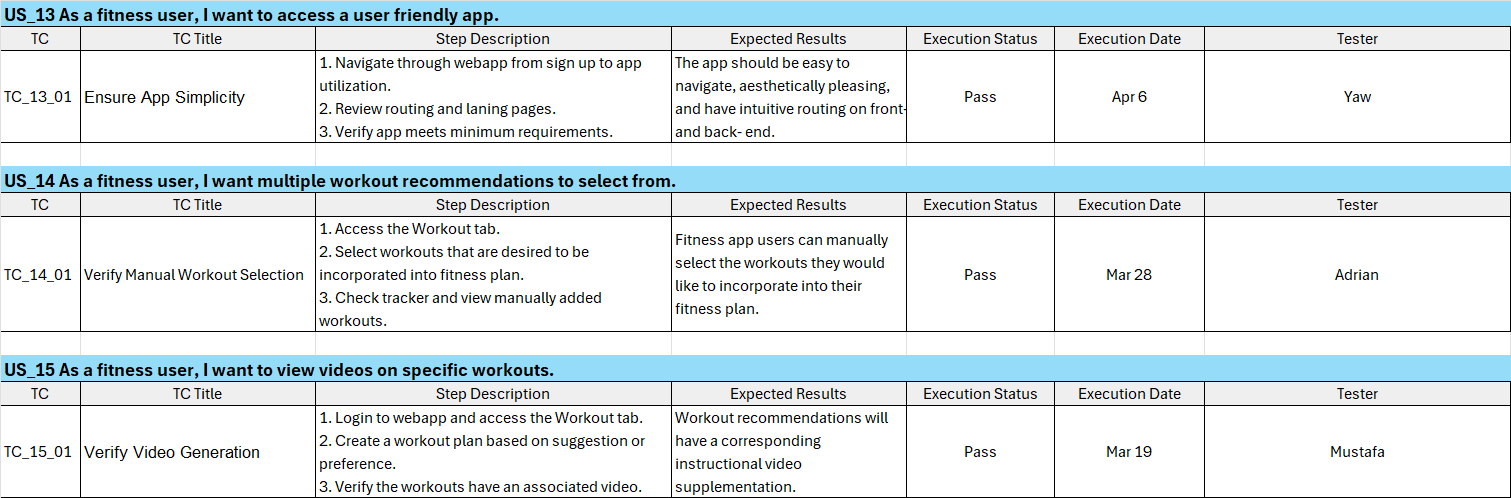 US_13 As a fitness user, I want to access a user friendly app.
TC TC Title Step Description Expected Results Execution Status Execution Date Tester
TC_13_01
Ensure App Simplicity
1. Navigate through webapp from sign up to app
utilization.
2. Review routing and laning pages.
3. Verify app meets minimum requirements.
The app should be easy to
navigate, aesthetically pleasing,
and have intuitive routing on front-
and back- end.
Pass
Apr 6
Yaw
US_14 As a fitness user, I want multiple workout recommendations to select from.
TC TC Title Step Description Expected Results Execution Status Execution Date Tester
TC_14_01
Verify Manual Workout Selection
1. Access the Workout tab.
2. Select workouts that are desired to be
incorporated into fitness plan.
3. Check tracker and view manually added
workouts.
Fitness app users can manually
select the workouts they would
like to incorporate into their
fitness plan.
Pass
Mar 28
Adrian
US_15 As a fitness user, I want to view videos on specific workouts.
TC TC Title Step Description Expected Results Execution Status Execution Date Tester
TC_15_01
Verify Video Generation
1. Login to webapp and access the Workout tab.
2. Create a workout plan based on suggestion or
preference.
3. Verify the workouts have an associated video.
Workout recommendations will
have a corresponding
instructional video
supplementation.
Pass
Mar 19
Mustafa